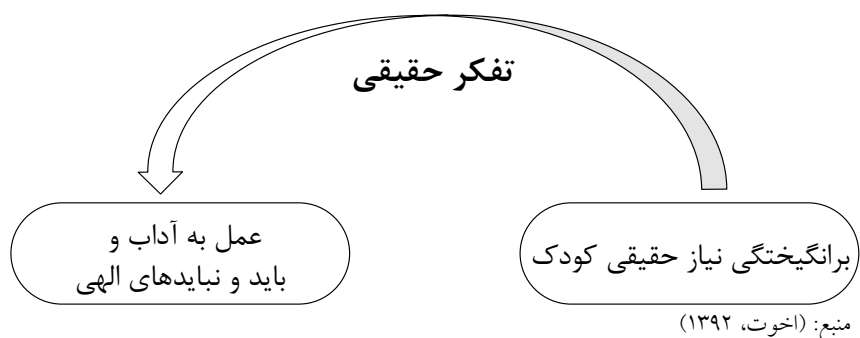 تفکر حقیقی
برانگیختگی نیاز حقیقی کودک
عمل به آداب و
باید و نبایدهای الهی
منبع: (اخوت، ۱۳۹۲)